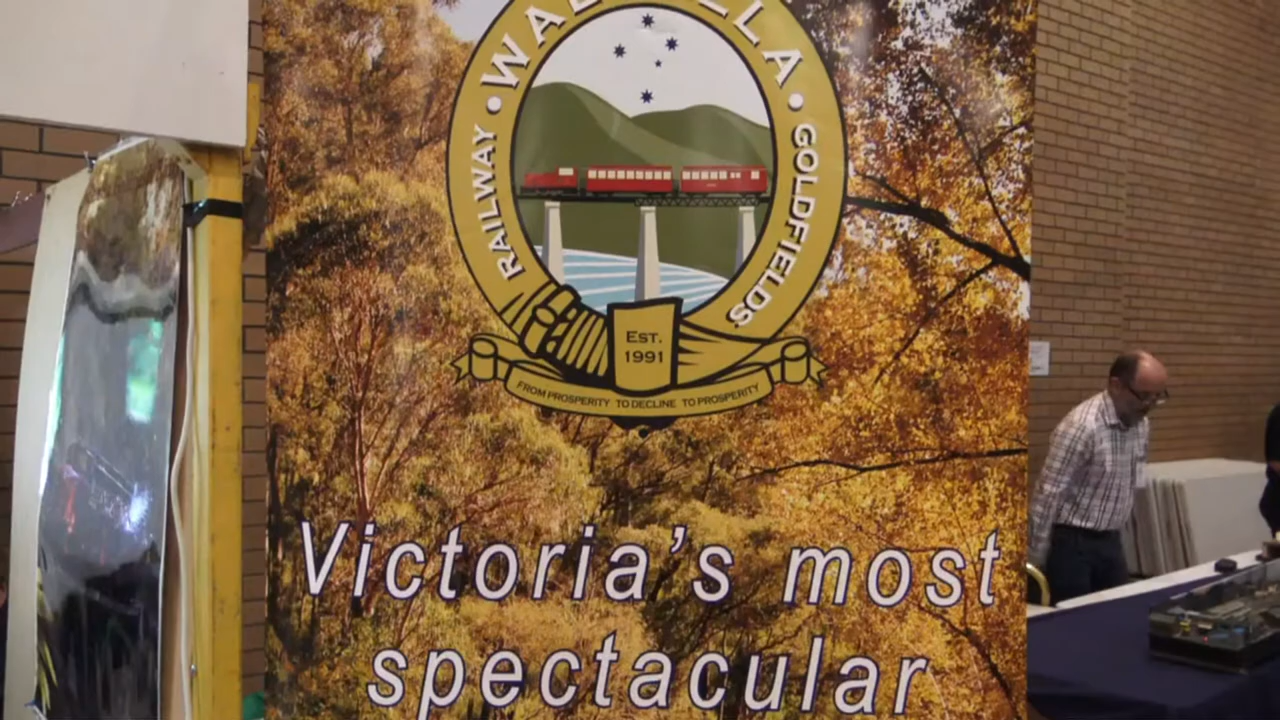 RAILWAY
GOLDFIELDS
EST.
1991
FROM PROSPERITY TO DECLINE TO PROSPERITY
Victoria's most
spectacular